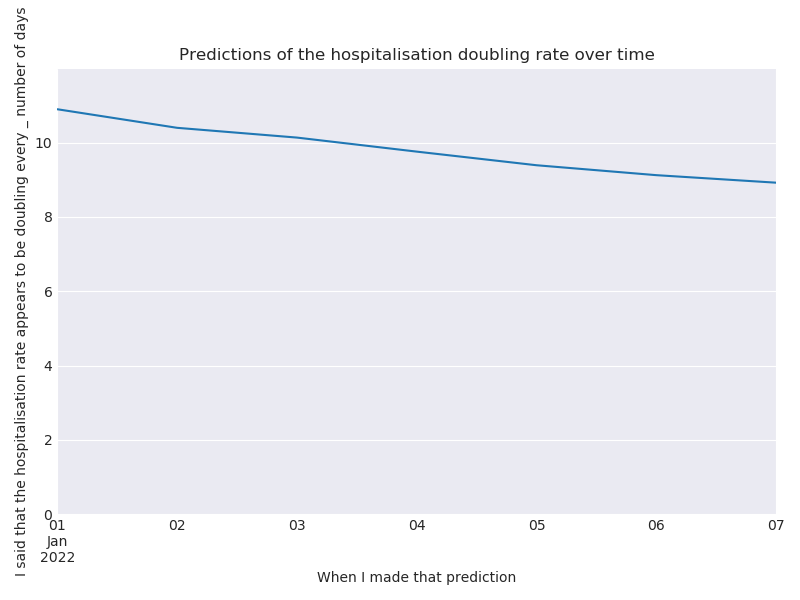 Predictions of the hospitalisation doubling rate over time
I said that the hospitalisation rate appears to be doubling every _ number of days
10
8
6
4
2
0
01 02 03 04 05 06 07
Jan
2022
When I made that prediction